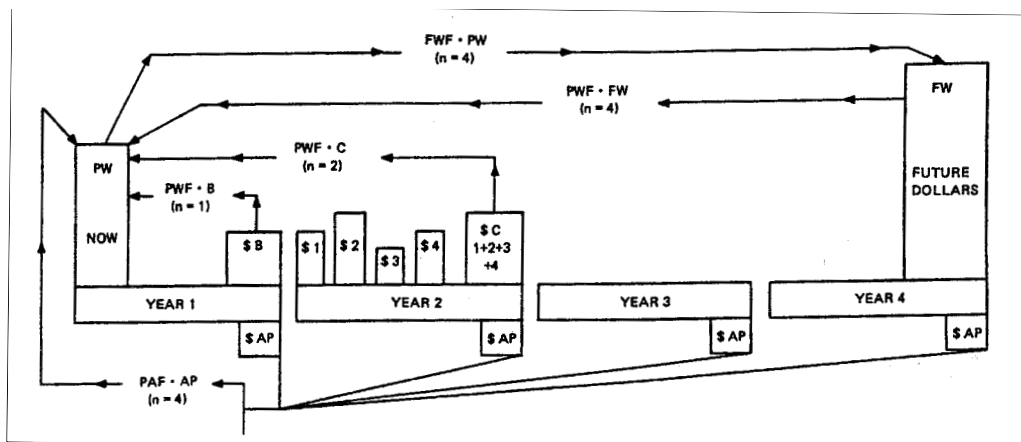 FWF · PW
(n = 4)
PWF · FW
(n = 4)
FW
PWF · C
(n = 2)
PW
PWF · B
(n = 1)
FUTURE
DOLLARS
NOW
$ B
$ 1
$ 2
$ 3
$ 4
$ C
1+2+3
+4
YEAR 1
YEAR 2
YEAR 3
YEAR 4
$ AP
$ AP
$ AP
$ AP
PAF · AP
(n = 4)